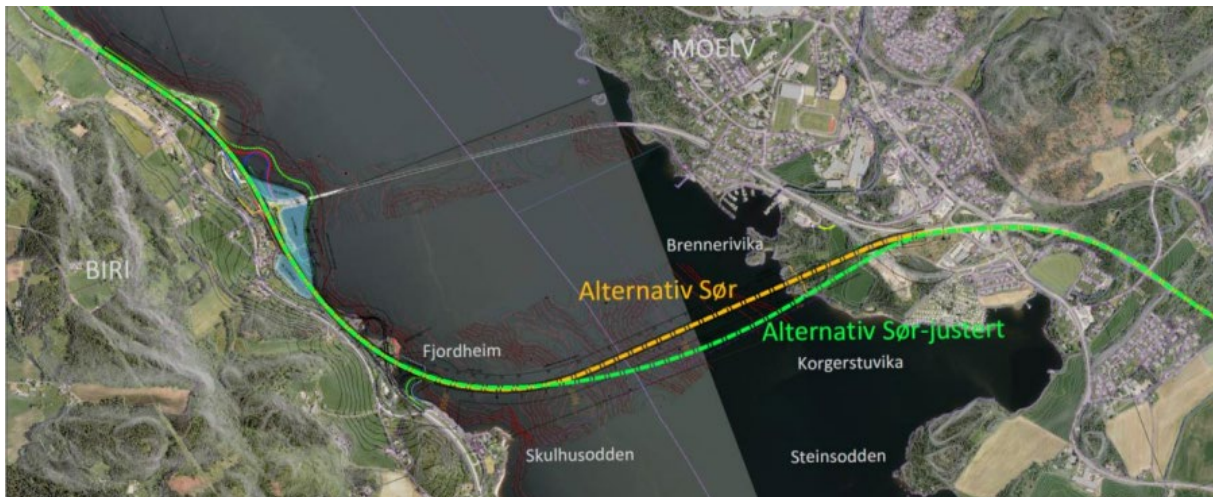 MOELV
Brennerivika
BIRI
Alternativ Sør
Alternativ Sør-justert
Fjordheim
Korgerstuvika
Skulhusodden
Steinsodden